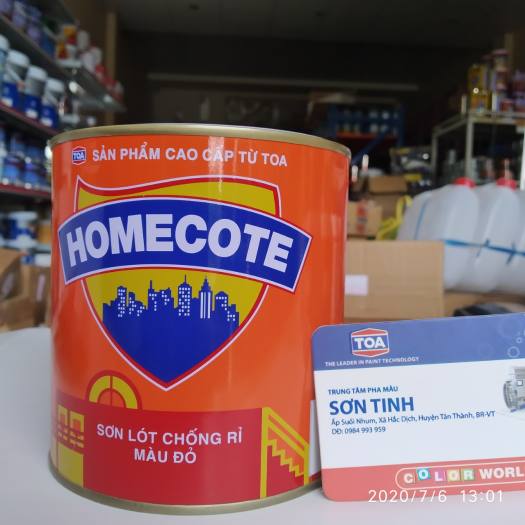 TOA SẢN PHẨM CAO CẤP TỪ TOA
HOMECOTE
SƠN LÓT CHỐNG RỈ
MÀU ĐỎ
TOA
THE LEADER IN PAINT TECHNOLOGY
TRUNG TÂM PHA MÀU
SƠN TINH
Ấp Suối Nhum, Xã Hắc Dịch, Huyện Tân Thành, BR-VT
DĐ: 0984 993 959
COLOR WORL
2020/7/6 13:01